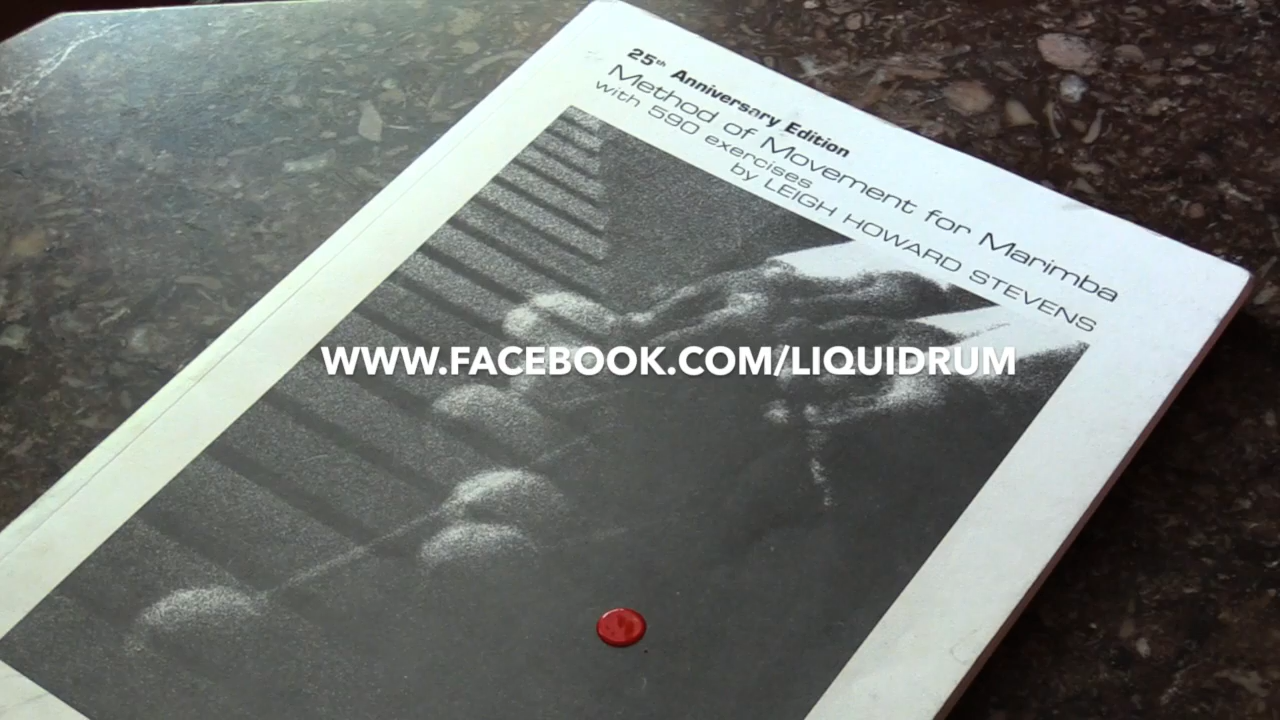 25th Anniversary Edition
Method of Movement for Marimba
with 590 exercises
by LEIGH HOWARD STEVENS
WWW.FACEBOOK.COM/LIQUIDRUM